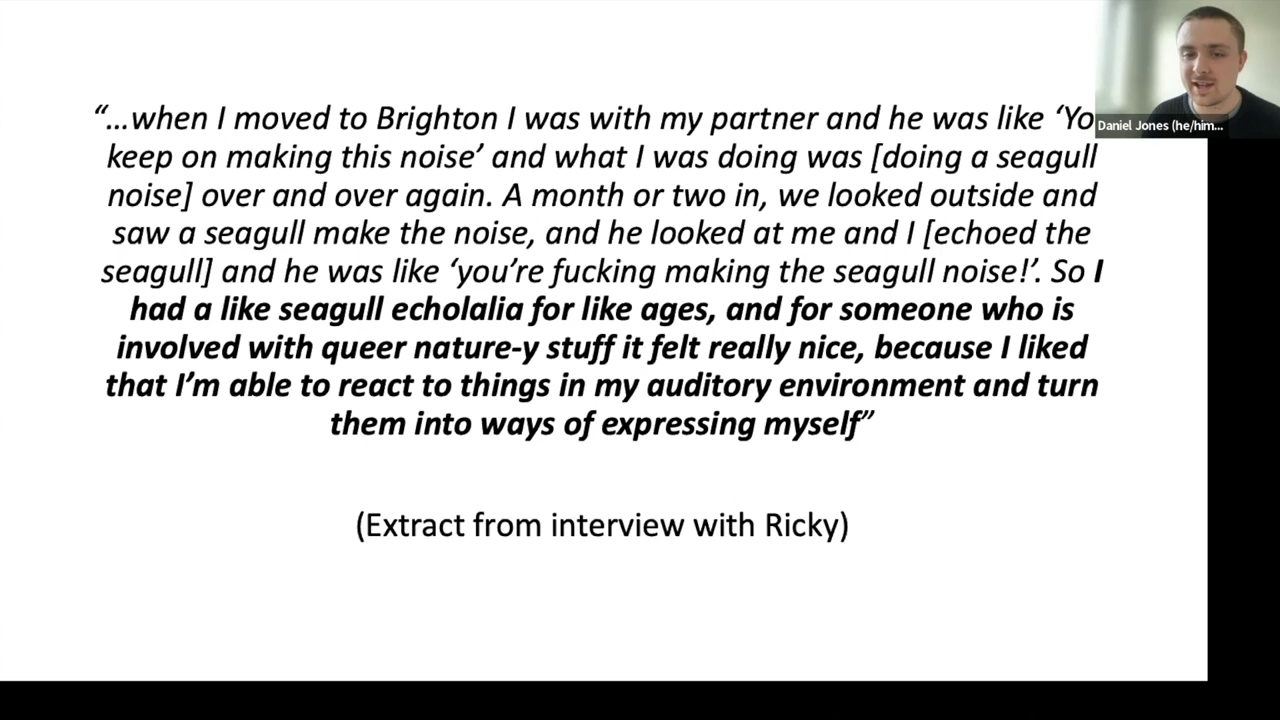 “…when I moved to Brighton I was with my partner and he was like ‘Yo
keep on making this noise’ and what I was doing was [doing a seagull
noise] over and over again. A month or two in, we looked outside and
saw a seagull make the noise, and he looked at me and I [echoed the
seagull] and he was like ‘you’re fucking making the seagull noise!’. So I
had a like seagull echolalia for like ages, and for someone who is
involved with queer nature-y stuff it felt really nice, because I liked
that I’m able to react to things in my auditory environment and turn
them into ways of expressing myself”
(Extract from interview with Ricky)
Daniel Jones (he/him...